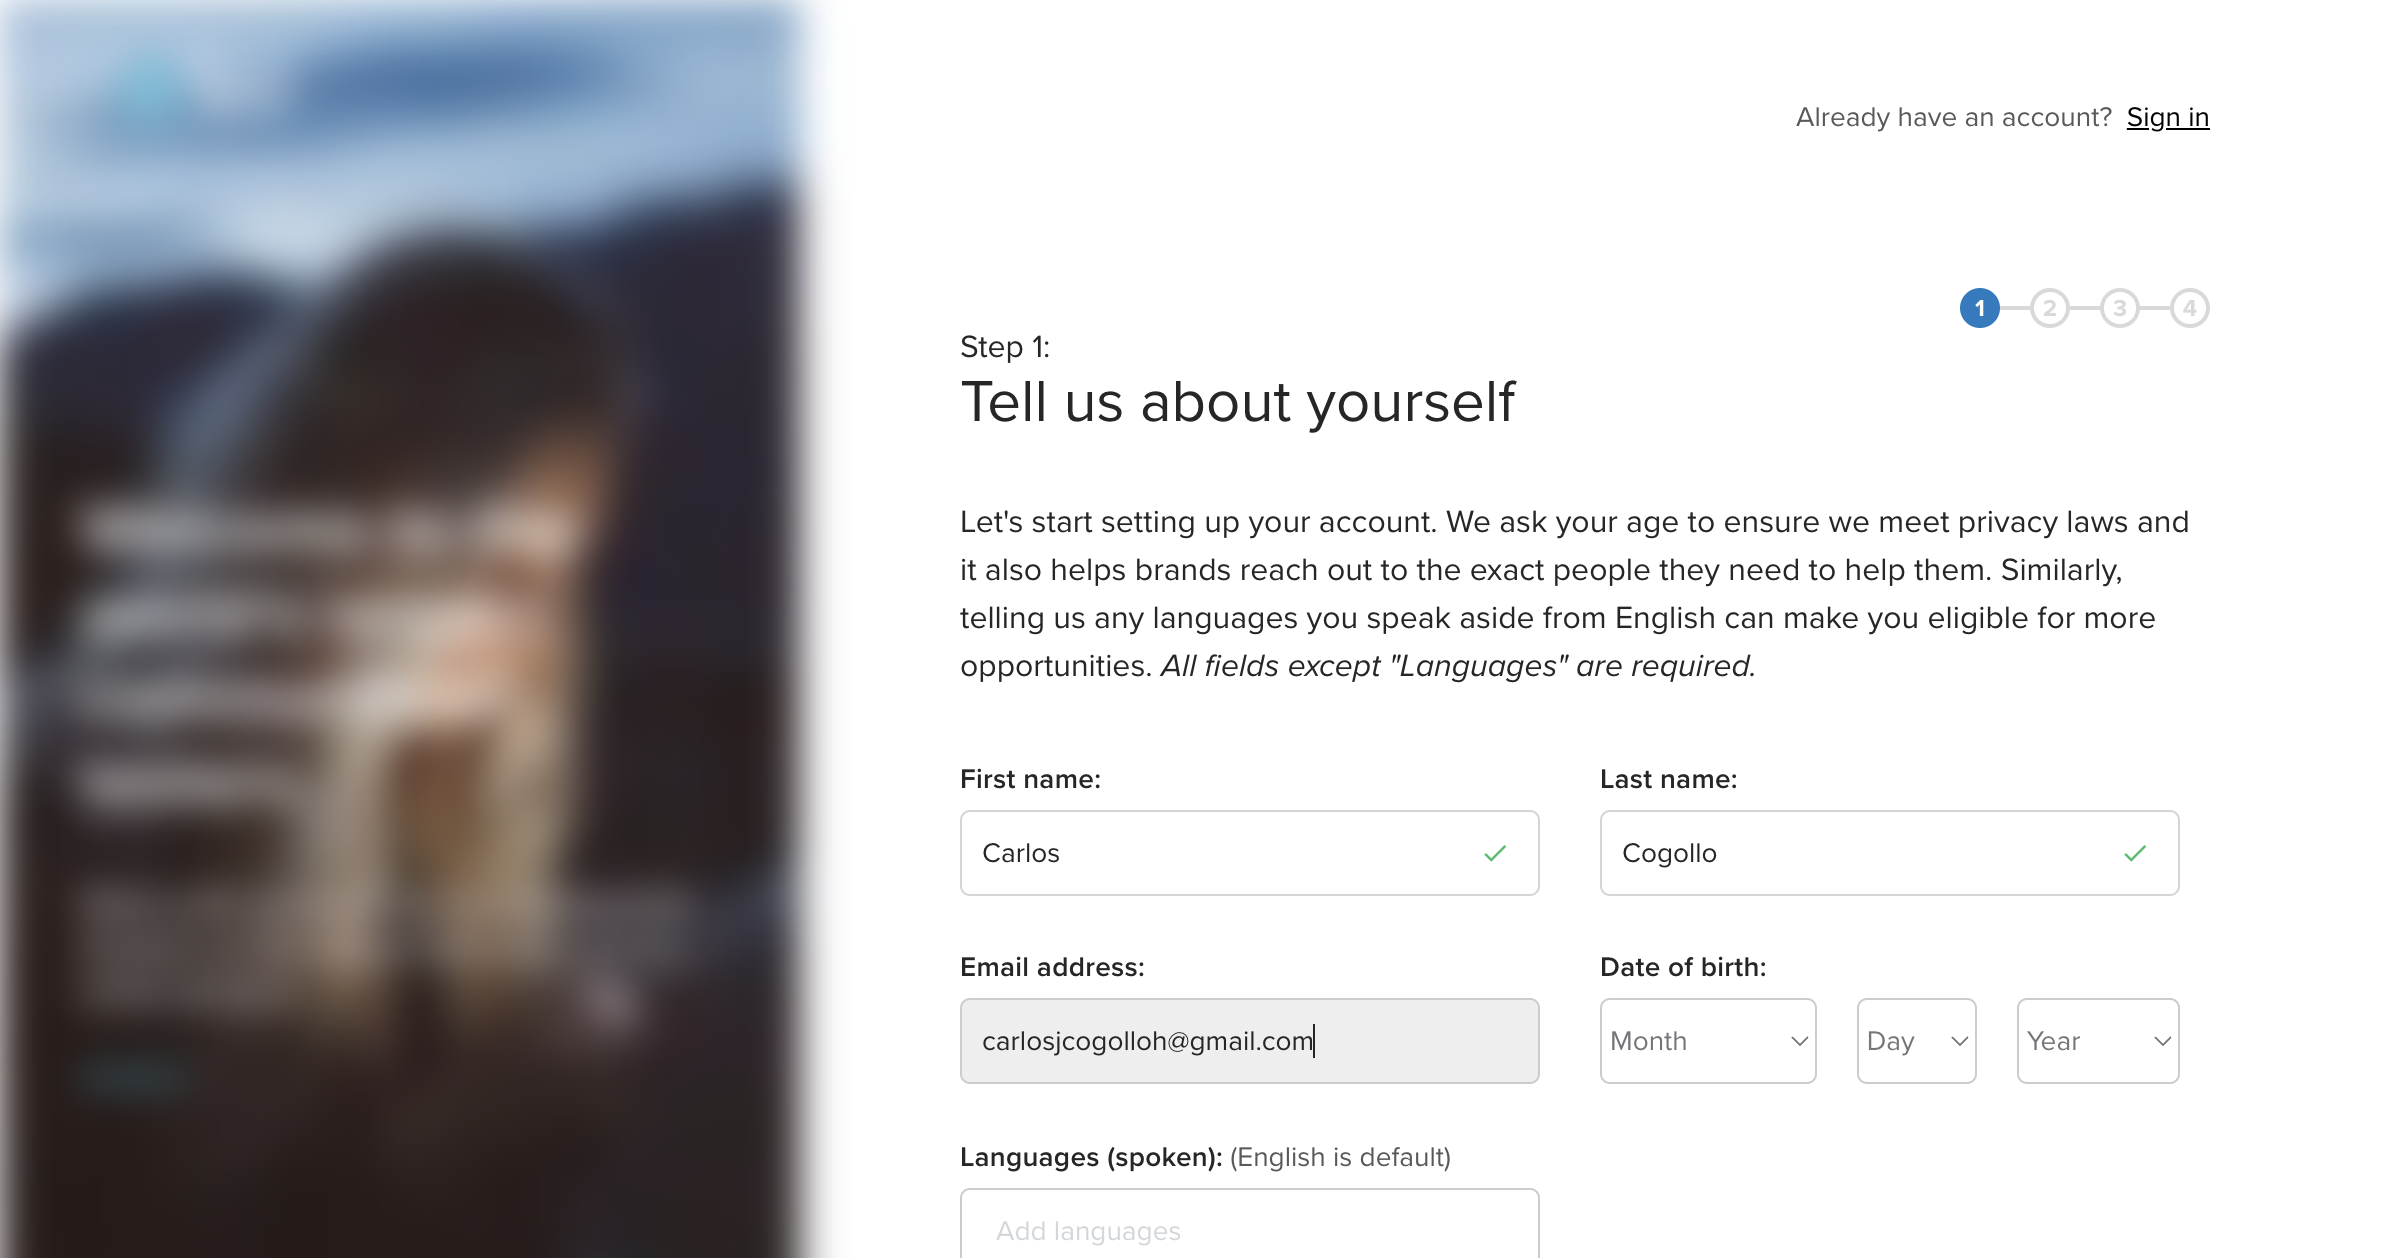 Already have an account? Sign in
1 2 3 4
Step 1:
Tell us about yourself
Let's start setting up your account. We ask your age to ensure we meet privacy laws and
it also helps brands reach out to the exact people they need to help them. Similarly,
telling us any languages you speak aside from English can make you eligible for more
opportunities. All fields except "Languages" are required.
First name:
Last name:
Carlos
Cogollo
Email address:
Date of birth:
carlosjcogolloh@gmail.com
Month
Day
Year
Languages (spoken): (English is default)
Add languages